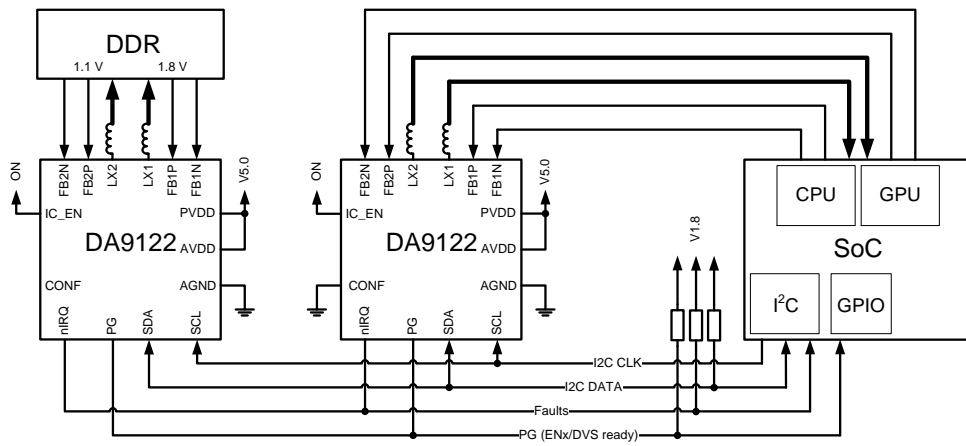 DDR
1.1 V 1.8 V
ON
FB2N
FB2P
LX2
LX1
FB1P
FB1N
V5.0
IC_EN
PVDD
DA9122
AVDD
CONF
AGND
nIRQ
PG
SDA
SCL
ON
FB2N
FB2P
LX2
LX1
FB1P
FB1N
V5.0
IC_EN
PVDD
DA9122
AVDD
CONF
AGND
nIRQ
PG
SDA
SCL
V1.8
CPU
GPU
SoC
I²C
GPIO
I2C CLK
I2C DATA
Faults
PG (ENx/DVS ready)